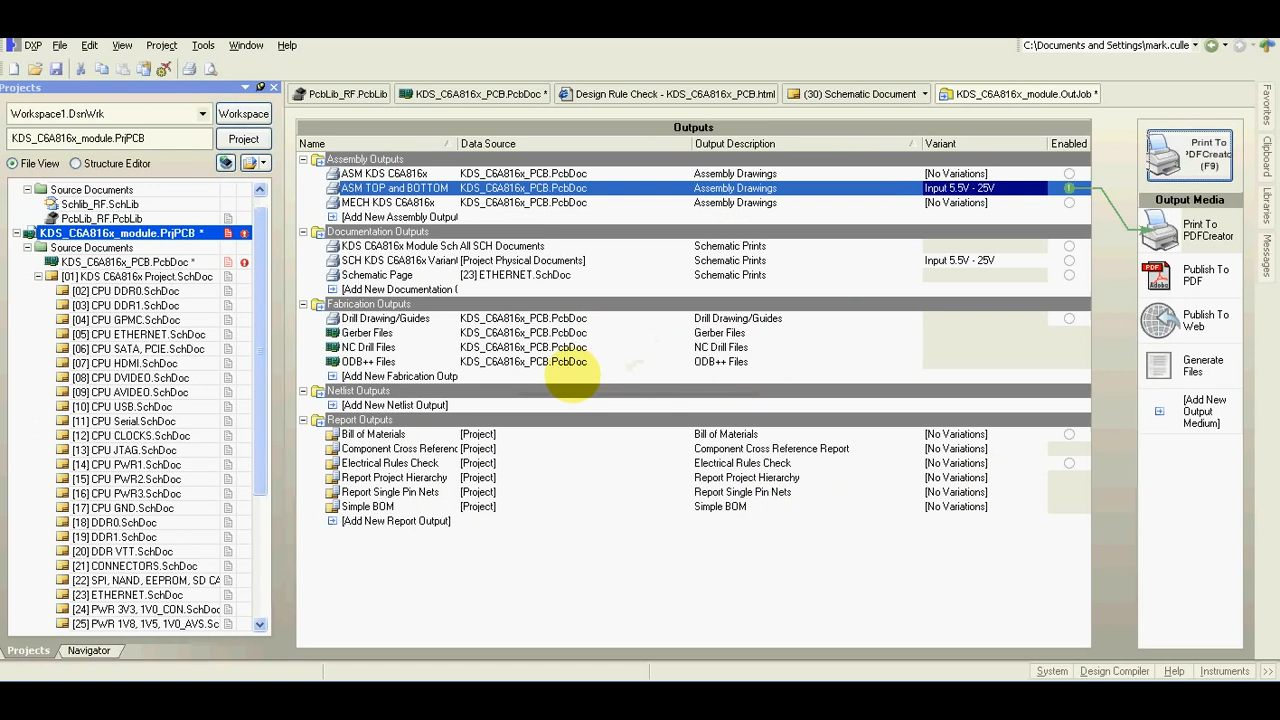 DXP File Edit View Project Tools Window Help C:\Documents and Settings\mark.culle
Projects
Workspace1.DsnWrk Workspace
KDS_C6A816x_module.PrjPCB Project
File View Structure Editor
Source Documents
Schlib_RF.SchLib
PcbLib_RF.PcbLib
KDS_C6A816x_module.PrjPCB *
Source Documents
KDS_C6A816x_PCB.PcbDoc *
[01] KDS C6A816x Project.SchDoc
[02] CPU DDR0.SchDoc
[03] CPU DDR1.SchDoc
[04] CPU GPMC.SchDoc
[05] CPU ETHERNET.SchDoc
[06] CPU SATA, PCIE.SchDoc
[07] CPU HDMI.SchDoc
[08] CPU DVIDEO.SchDoc
[09] CPU AVIDEO.SchDoc
[10] CPU USB.SchDoc
[11] CPU Serial.SchDoc
[12] CPU CLOCKS.SchDoc
[13] CPU JTAG.SchDoc
[14] CPU PWR1.SchDoc
[15] CPU PWR2.SchDoc
[16] CPU PWR3.SchDoc
[17] CPU GND.SchDoc
[18] DDR0.SchDoc
[19] DDR1.SchDoc
[20] DDR VTT.SchDoc
[21] CONNECTORS.SchDoc
[22] SPI, NAND, EEPROM, SD CA
[23] ETHERNET.SchDoc
[24] PWR 3V3, 1V0_CON.SchDoc
[25] PWR 1V8, 1V5, 1V0_AVS.Sc
Projects Navigator
PcbLib_RF.PcbLib KDS_C6A816x_PCB.PcbDoc * Design Rule Check - KDS_C6A816x_PCB.html (30) Schematic Document KDS_C6A816x_module.OutJob *
Outputs
Name Data Source Output Description Variant Enabled
Assembly Outputs
ASM KDS C6A816x KDS_C6A816x_PCB.PcbDoc Assembly Drawings [No Variations]
ASM TOP and BOTTOM KDS_C6A816x_PCB.PcbDoc Assembly Drawings Input 5.5V - 25V 1
MECH KDS C6A816x KDS_C6A816x_PCB.PcbDoc Assembly Drawings [No Variations]
[Add New Assembly Outpu
Documentation Outputs
KDS C6A816x Module Sch All SCH Documents Schematic Prints
SCH KDS C6A816x Variant [Project Physical Documents] Schematic Prints Input 5.5V - 25V
Schematic Page [23] ETHERNET.SchDoc Schematic Prints
[Add New Documentation (
Fabrication Outputs
Drill Drawing/Guides KDS_C6A816x_PCB.PcbDoc Drill Drawing/Guides
Gerber Files KDS_C6A816x_PCB.PcbDoc Gerber Files
NC Drill Files KDS_C6A816x_PCB.PcbDoc NC Drill Files
ODB++ Files KDS_C6A816x_PCB.PcbDoc ODB++ Files
[Add New Fabrication Outp
Netlist Outputs
[Add New Netlist Output]
Report Outputs
Bill of Materials [Project] Bill of Materials [No Variations]
Component Cross Referenc [Project] Component Cross Reference Report [No Variations]
Electrical Rules Check [Project] Electrical Rules Check [No Variations]
Report Project Hierarchy [Project] Report Project Hierarchy [No Variations]
Report Single Pin Nets [Project] Report Single Pin Nets [No Variations]
Simple BOM [Project] Simple BOM [No Variations]
[Add New Report Output]
Print To
PDFCreato
(F9)
Output Media
Print To
PDFCreator
Publish To
PDF
Adobe
Publish To
Web
Generate
Files
[Add New
Output
Medium]
Favorites
Clipboard
Libraries
Messages
System Design Compiler Help Instruments >>